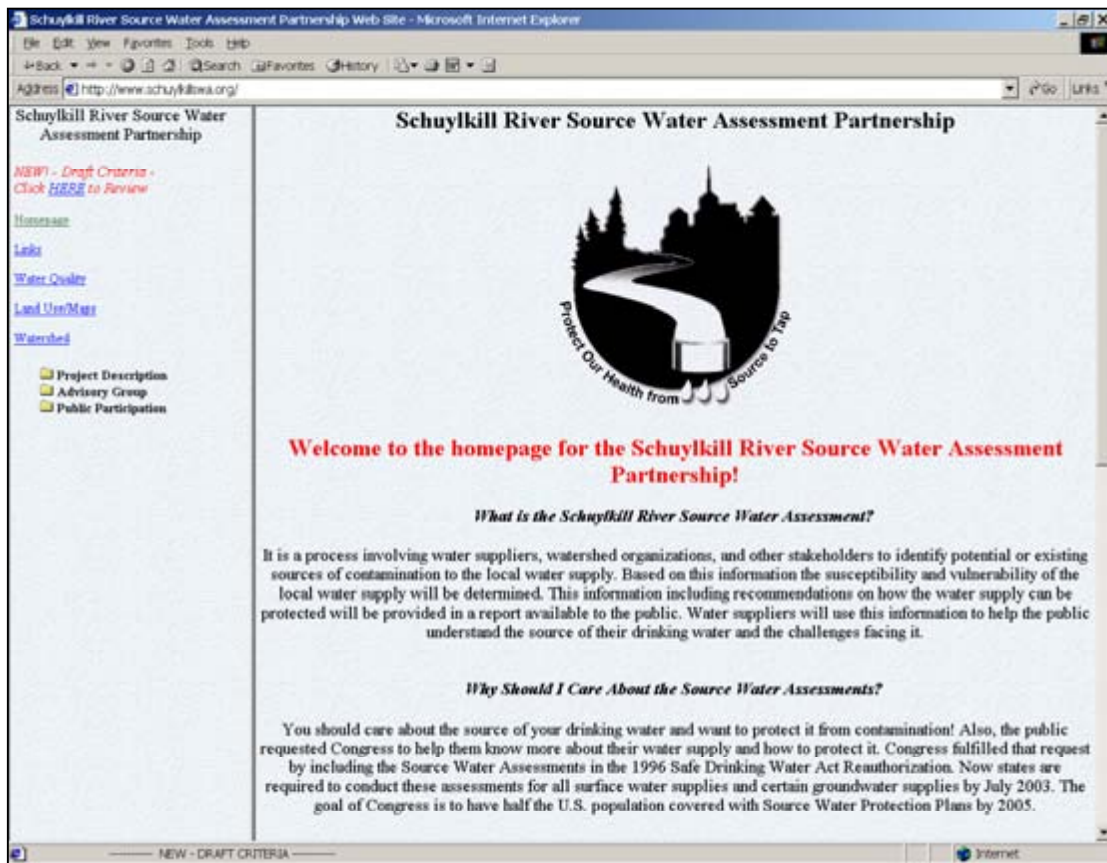 Schuylkill River Source Water Assessment Partnership Web Site - Microsoft Internet Explorer
File Edit View Favorites Tools Help
Back Search Favorites History
Address http://www.schuylkillswa.org/ Go Links
Schuylkill River Source Water
Assessment Partnership
NEW! - Draft Criteria -
Click HERE to Review
Homepage
Links
Water Quality
Land Use/Maps
Watershed
Project Description
Advisory Group
Public Participation
Schuylkill River Source Water Assessment Partnership
Protect Our Health from Source to Tap
Welcome to the homepage for the Schuylkill River Source Water Assessment
Partnership!
What is the Schuylkill River Source Water Assessment?
It is a process involving water suppliers, watershed organizations, and other stakeholders to identify potential or existing
sources of contamination to the local water supply. Based on this information the susceptibility and vulnerability of the
local water supply will be determined. This information including recommendations on how the water supply can be
protected will be provided in a report available to the public. Water suppliers will use this information to help the public
understand the source of their drinking water and the challenges facing it.
Why Should I Care About the Source Water Assessments?
You should care about the source of your drinking water and want to protect it from contamination! Also, the public
requested Congress to help them know more about their water supply and how to protect it. Congress fulfilled that request
by including the Source Water Assessments in the 1996 Safe Drinking Water Act Reauthorization. Now states are
required to conduct these assessments for all surface water supplies and certain groundwater supplies by July 2003. The
goal of Congress is to have half the U.S. population covered with Source Water Protection Plans by 2005.
---------- NEW - DRAFT CRITERIA ---------- Internet